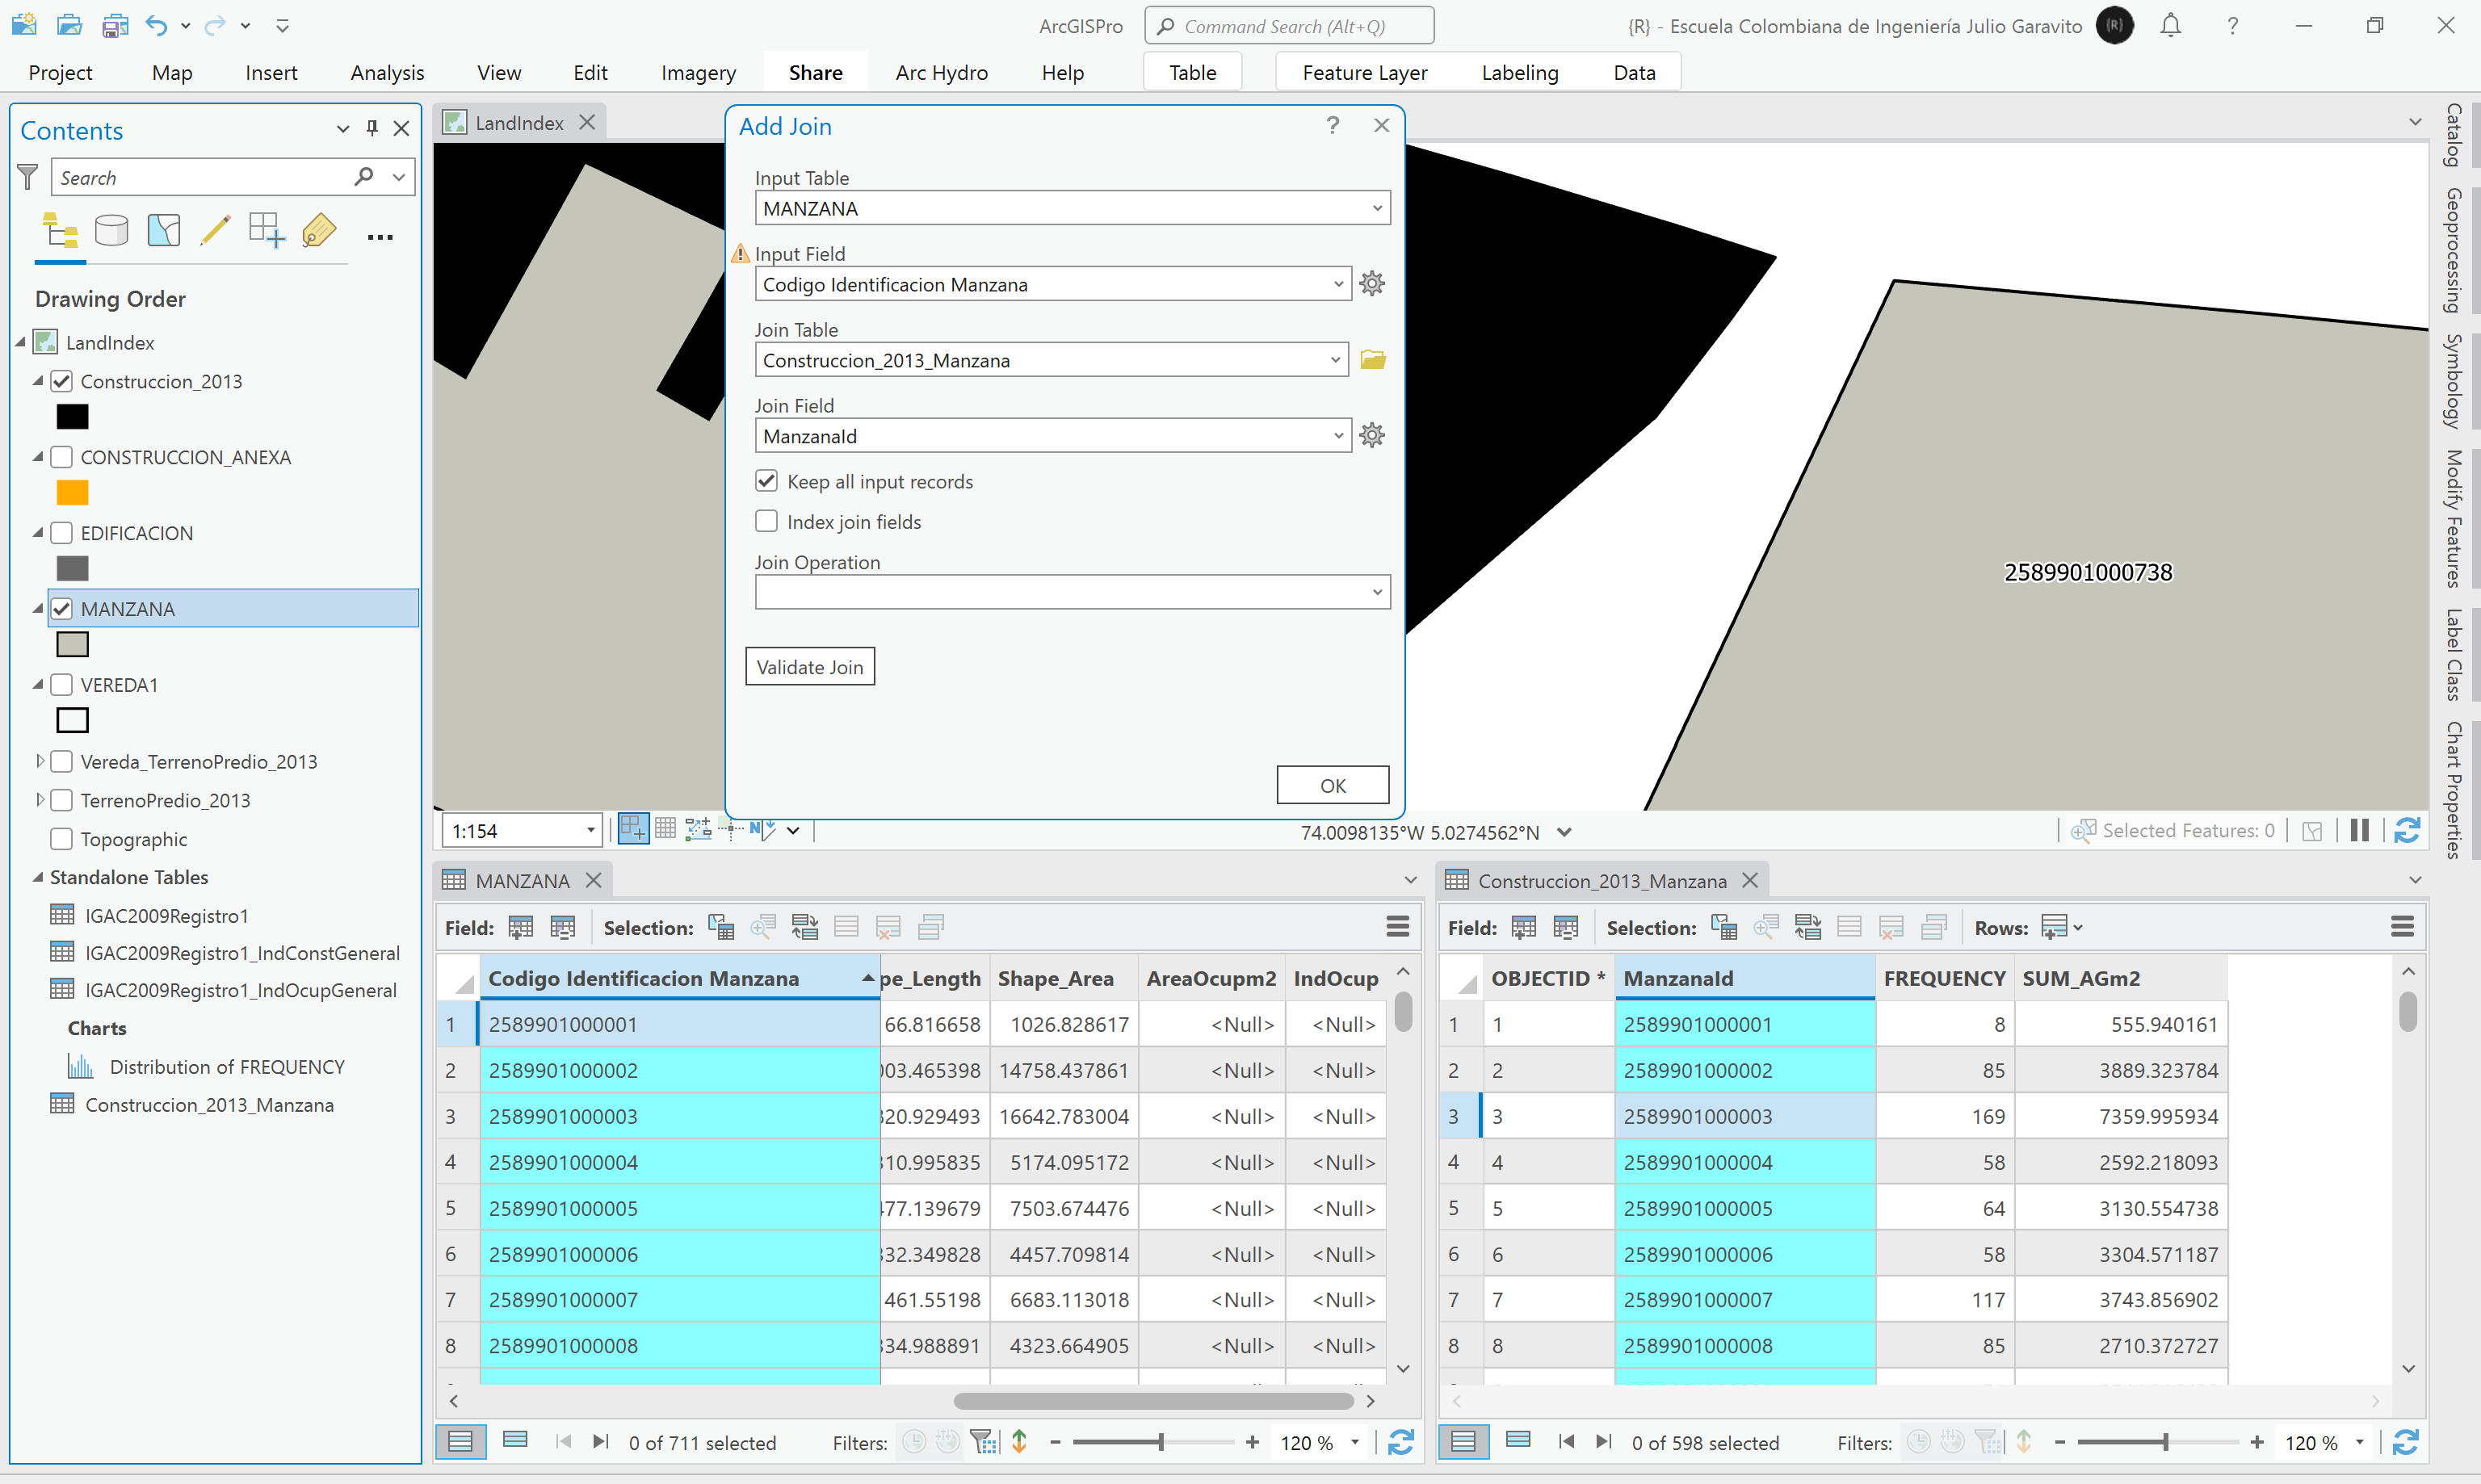 ArcGISPro
Command Search (Alt+Q)
{R} - Escuela Colombiana de Ingeniería Julio Garavito
{R}
Project Map Insert Analysis View Edit Imagery Share Arc Hydro Help Table Feature Layer Labeling Data
Contents
Search
Drawing Order
LandIndex
Construccion_2013
CONSTRUCCION_ANEXA
EDIFICACION
MANZANA
VEREDA1
Vereda_TerrenoPredio_2013
TerrenoPredio_2013
Topographic
Standalone Tables
IGAC2009Registro1
IGAC2009Registro1_IndConstGeneral
IGAC2009Registro1_IndOcupGeneral
Charts
Distribution of FREQUENCY
Construccion_2013_Manzana
LandIndex
Add Join
Input Table
MANZANA
Input Field
Codigo Identificacion Manzana
Join Table
Construccion_2013_Manzana
Join Field
ManzanaId
Keep all input records
Index join fields
Join Operation
Validate Join
OK
2589901000738
1:154
74.0098135°W 5.0274562°N
Selected Features: 0
Catalog
Geoprocessing
Symbology
Modify Features
Label Class
Chart Properties
MANZANA
Field: Selection:
Codigo Identificacion Manzana pe_Length Shape_Area AreaOcupm2 IndOcup
1 2589901000001 66.816658 1026.828617 <Null> <Null>
2 2589901000002 03.465398 14758.437861 <Null> <Null>
3 2589901000003 20.929493 16642.783004 <Null> <Null>
4 2589901000004 10.995835 5174.095172 <Null> <Null>
5 2589901000005 77.139679 7503.674476 <Null> <Null>
6 2589901000006 32.349828 4457.709814 <Null> <Null>
7 2589901000007 461.55198 6683.113018 <Null> <Null>
8 2589901000008 34.988891 4323.664905 <Null> <Null>
0 of 711 selected Filters: 120 %
Construccion_2013_Manzana
Field: Selection: Rows:
OBJECTID * ManzanaId FREQUENCY SUM_AGm2
1 1 2589901000001 8 555.940161
2 2 2589901000002 85 3889.323784
3 3 2589901000003 169 7359.995934
4 4 2589901000004 58 2592.218093
5 5 2589901000005 64 3130.554738
6 6 2589901000006 58 3304.571187
7 7 2589901000007 117 3743.856902
8 8 2589901000008 85 2710.372727
0 of 598 selected Filters: 120 %